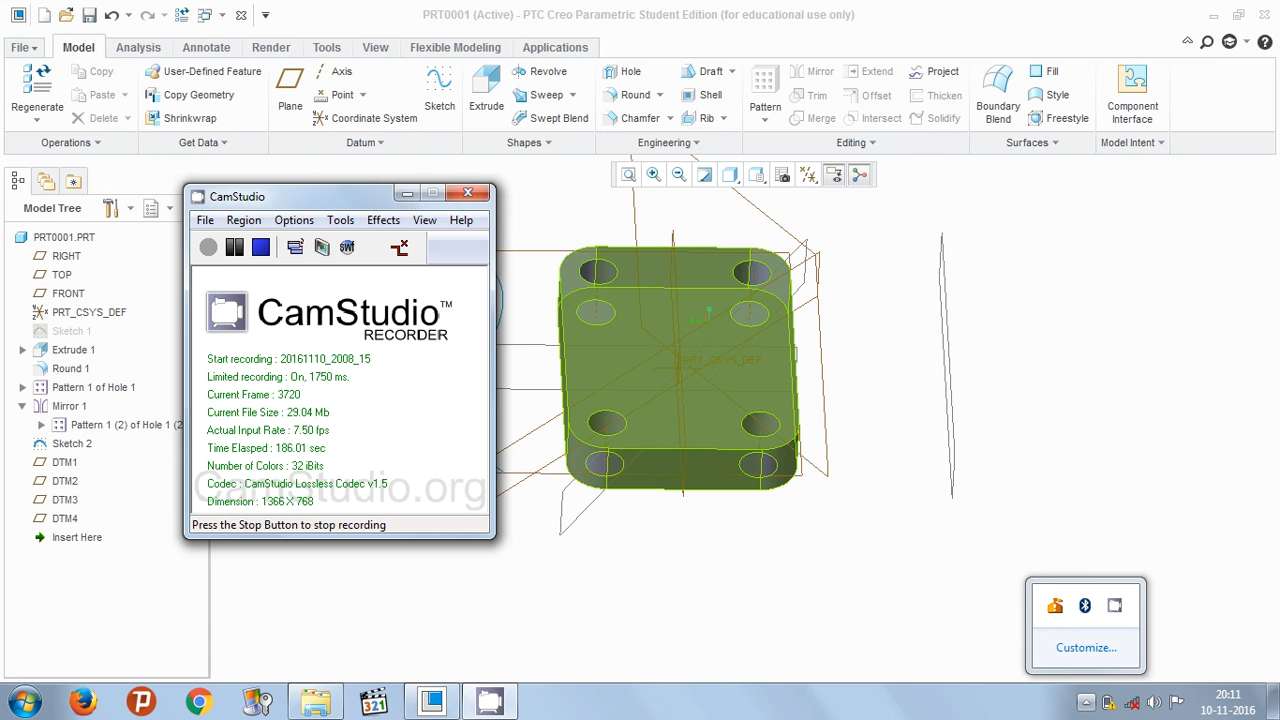 PRT0001 (Active) - PTC Creo Parametric Student Edition (for educational use only)
File Model Analysis Annotate Render Tools View Flexible Modeling Applications
Regenerate
Copy
Paste
Delete
Operations
User-Defined Feature
Copy Geometry
Shrinkwrap
Get Data
Plane
Axis
Point
Coordinate System
Datum
Sketch
Extrude
Revolve
Sweep
Swept Blend
Shapes
Hole
Round
Chamfer
Draft
Shell
Rib
Engineering
Pattern
Mirror
Trim
Merge
Extend
Offset
Intersect
Project
Thicken
Solidify
Editing
Boundary
Blend
Fill
Style
Freestyle
Surfaces
Component
Interface
Model Intent
Model Tree
PRT0001.PRT
RIGHT
TOP
FRONT
PRT_CSYS_DEF
Sketch 1
Extrude 1
Round 1
Pattern 1 of Hole 1
Mirror 1
Pattern 1 (2) of Hole 1 (2
Sketch 2
DTM1
DTM2
DTM3
DTM4
Insert Here
CamStudio
File Region Options Tools Effects View Help
SWF
CamStudio™
RECORDER
Start recording : 20161110_2008_15
Limited recording : On, 1750 ms.
Current Frame : 3720
Current File Size : 29.04 Mb
Actual Input Rate : 7.50 fps
Time Elasped : 186.01 sec
Number of Colors : 32 iBits
Codec : CamStudio Lossless Codec v1.5
CamStudio.org
Dimension : 1366 X 768
Press the Stop Button to stop recording
PRT_CSYS_DEF
Customize...
321
20:11
10-11-2016